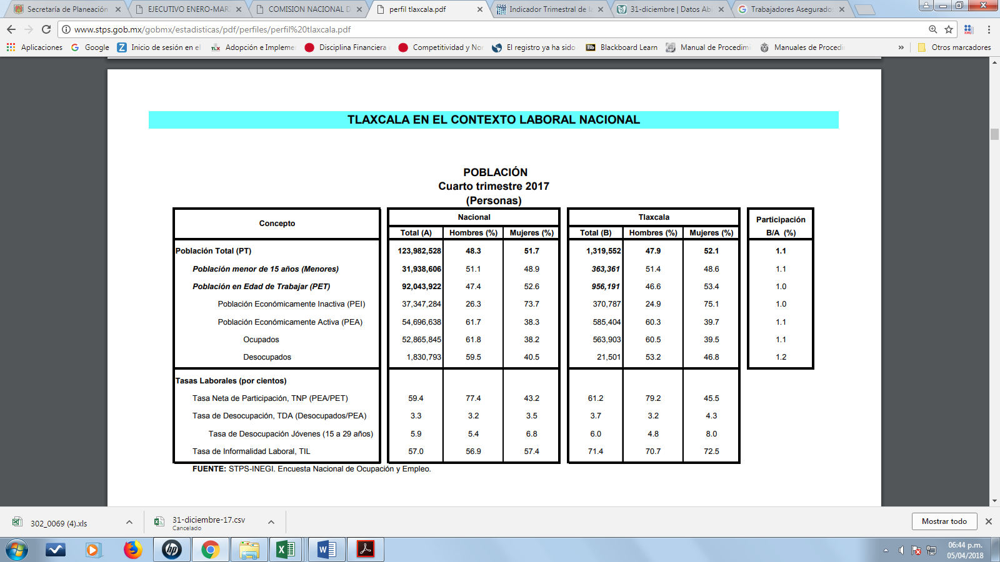 Secretaría de Planeación
EJECUTIVO ENERO-MAR
COMISION NACIONAL D
perfil tlaxcala.pdf
Indicador Trimestral de la
31-diciembre | Datos Abi
Trabajadores Asegurados
www.stps.gob.mx/gobmx/estadisticas/pdf/perfiles/perfil%20tlaxcala.pdf
Aplicaciones Google Inicio de sesión en el Adopción e Impleme Disciplina Financiera Competitividad y Nor El registro ya ha sido Bb Blackboard Learn Manual de Procedimi Manuales de Procedi » Otros marcadores
TLAXCALA EN EL CONTEXTO LABORAL NACIONAL
POBLACIÓN
Cuarto trimestre 2017
(Personas)
Concepto Nacional Tlaxcala Participación B/A (%)
Total (A) Hombres (%) Mujeres (%) Total (B) Hombres (%) Mujeres (%)
Población Total (PT) 123,982,528 48.3 51.7 1,319,552 47.9 52.1 1.1
Población menor de 15 años (Menores) 31,938,606 51.1 48.9 363,361 51.4 48.6 1.1
Población en Edad de Trabajar (PET) 92,043,922 47.4 52.6 956,191 46.6 53.4 1.0
Población Económicamente Inactiva (PEI) 37,347,284 26.3 73.7 370,787 24.9 75.1 1.0
Población Económicamente Activa (PEA) 54,696,638 61.7 38.3 585,404 60.3 39.7 1.1
Ocupados 52,865,845 61.8 38.2 563,903 60.5 39.5 1.1
Desocupados 1,830,793 59.5 40.5 21,501 53.2 46.8 1.2
Tasas Laborales (por cientos)
Tasa Neta de Participación, TNP (PEA/PET) 59.4 77.4 43.2 61.2 79.2 45.5
Tasa de Desocupación, TDA (Desocupados/PEA) 3.3 3.2 3.5 3.7 3.2 4.3
Tasa de Desocupación Jóvenes (15 a 29 años) 5.9 5.4 6.8 6.0 4.8 8.0
Tasa de Informalidad Laboral, TIL 57.0 56.9 57.4 71.4 70.7 72.5
FUENTE: STPS-INEGI. Encuesta Nacional de Ocupación y Empleo.
302_0069 (4).xls
31-diciembre-17.csv
Cancelado
Mostrar todo
06:44 p.m.
05/04/2018